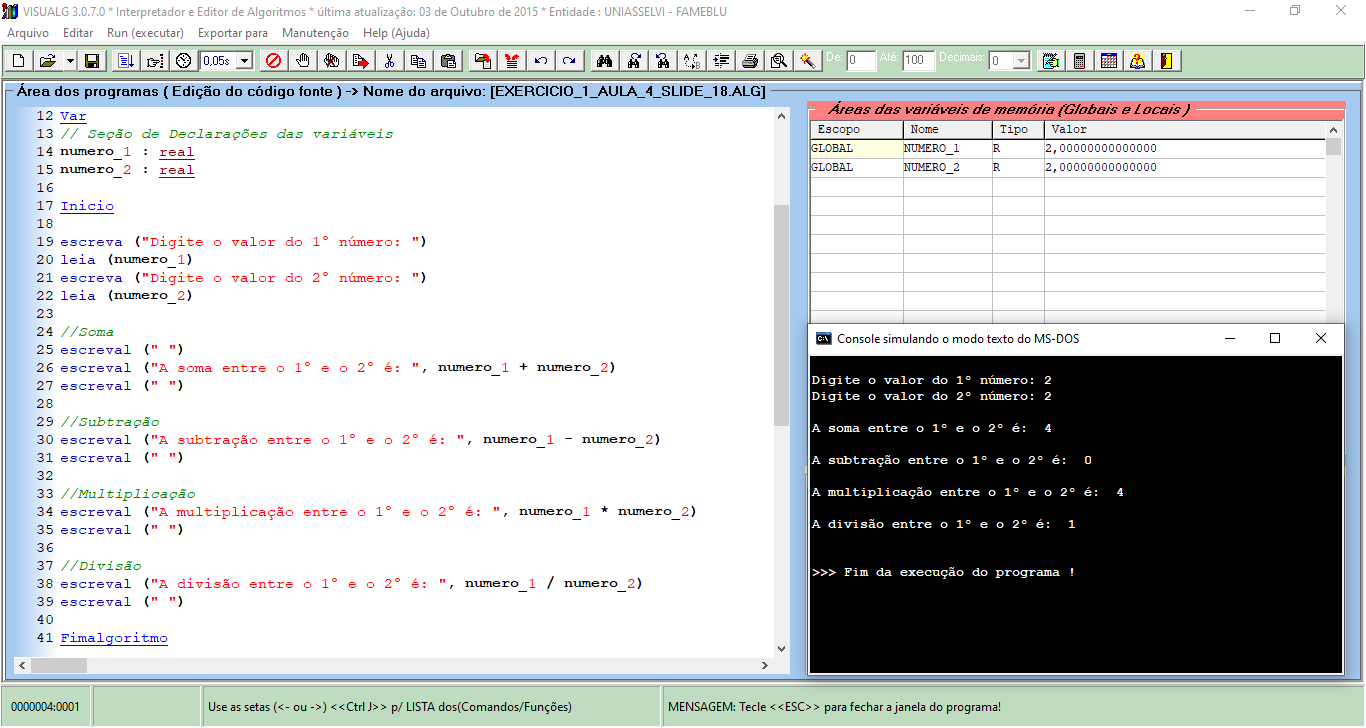 VISUALG 3.0.7.0 * Interpretador e Editor de Algoritmos * última atualização: 03 de Outubro de 2015 * Entidade : UNIASSELVI - FAMEBLU
Arquivo Editar Run (executar) Exportar para Manutenção Help (Ajuda)
0,05s De: 0 Até: 100 Decimais: 0
Área dos programas ( Edição do código fonte ) -> Nome do arquivo: [EXERCICIO_1_AULA_4_SLIDE_18.ALG]
12 Var
13 // Seção de Declarações das variáveis
14 numero_1 : real
15 numero_2 : real
16
17 Inicio
18
19 escreva ("Digite o valor do 1° número: ")
20 leia (numero_1)
21 escreva ("Digite o valor do 2° número: ")
22 leia (numero_2)
23
24 //Soma
25 escreval (" ")
26 escreval ("A soma entre o 1° e o 2° é: ", numero_1 + numero_2)
27 escreval (" ")
28
29 //Subtração
30 escreval ("A subtração entre o 1° e o 2° é: ", numero_1 - numero_2)
31 escreval (" ")
32
33 //Multiplicação
34 escreval ("A multiplicação entre o 1° e o 2° é: ", numero_1 * numero_2)
35 escreval (" ")
36
37 //Divisão
38 escreval ("A divisão entre o 1° e o 2° é: ", numero_1 / numero_2)
39 escreval (" ")
40
41 Fimalgoritmo
Áreas das variáveis de memória (Globais e Locais )
Escopo Nome Tipo Valor
GLOBAL NUMERO_1 R 2,00000000000000
GLOBAL NUMERO_2 R 2,00000000000000
Console simulando o modo texto do MS-DOS
Digite o valor do 1° número: 2
Digite o valor do 2° número: 2
A soma entre o 1° e o 2° é: 4
A subtração entre o 1° e o 2° é: 0
A multiplicação entre o 1° e o 2° é: 4
A divisão entre o 1° e o 2° é: 1
>>> Fim da execução do programa !
0000004:0001 Use as setas (<- ou ->) <<Ctrl J>> p/ LISTA dos(Comandos/Funções) MENSAGEM: Tecle <<ESC>> para fechar a janela do programa!